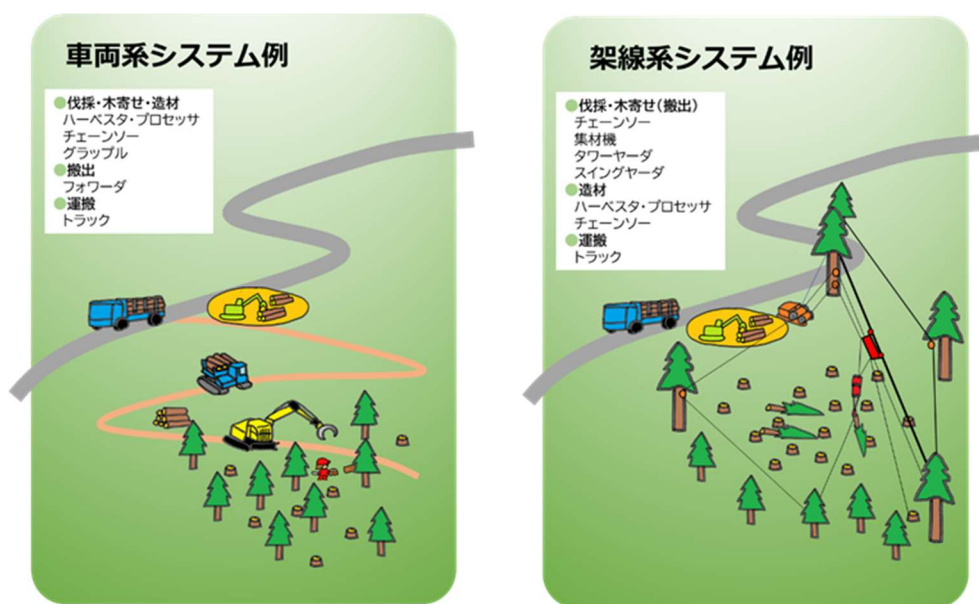 車両系システム例
●伐採・木寄せ・造材
ハーベスタ・プロセッサ
チェーンソー
グラップル
●搬出
フォワーダ
●運搬
トラック
架線系システム例
●伐採・木寄せ(搬出)
チェーンソー
集材機
タワーヤーダ
スイングヤーダ
●造材
ハーベスタ・プロセッサ
チェーンソー
●運搬
トラック